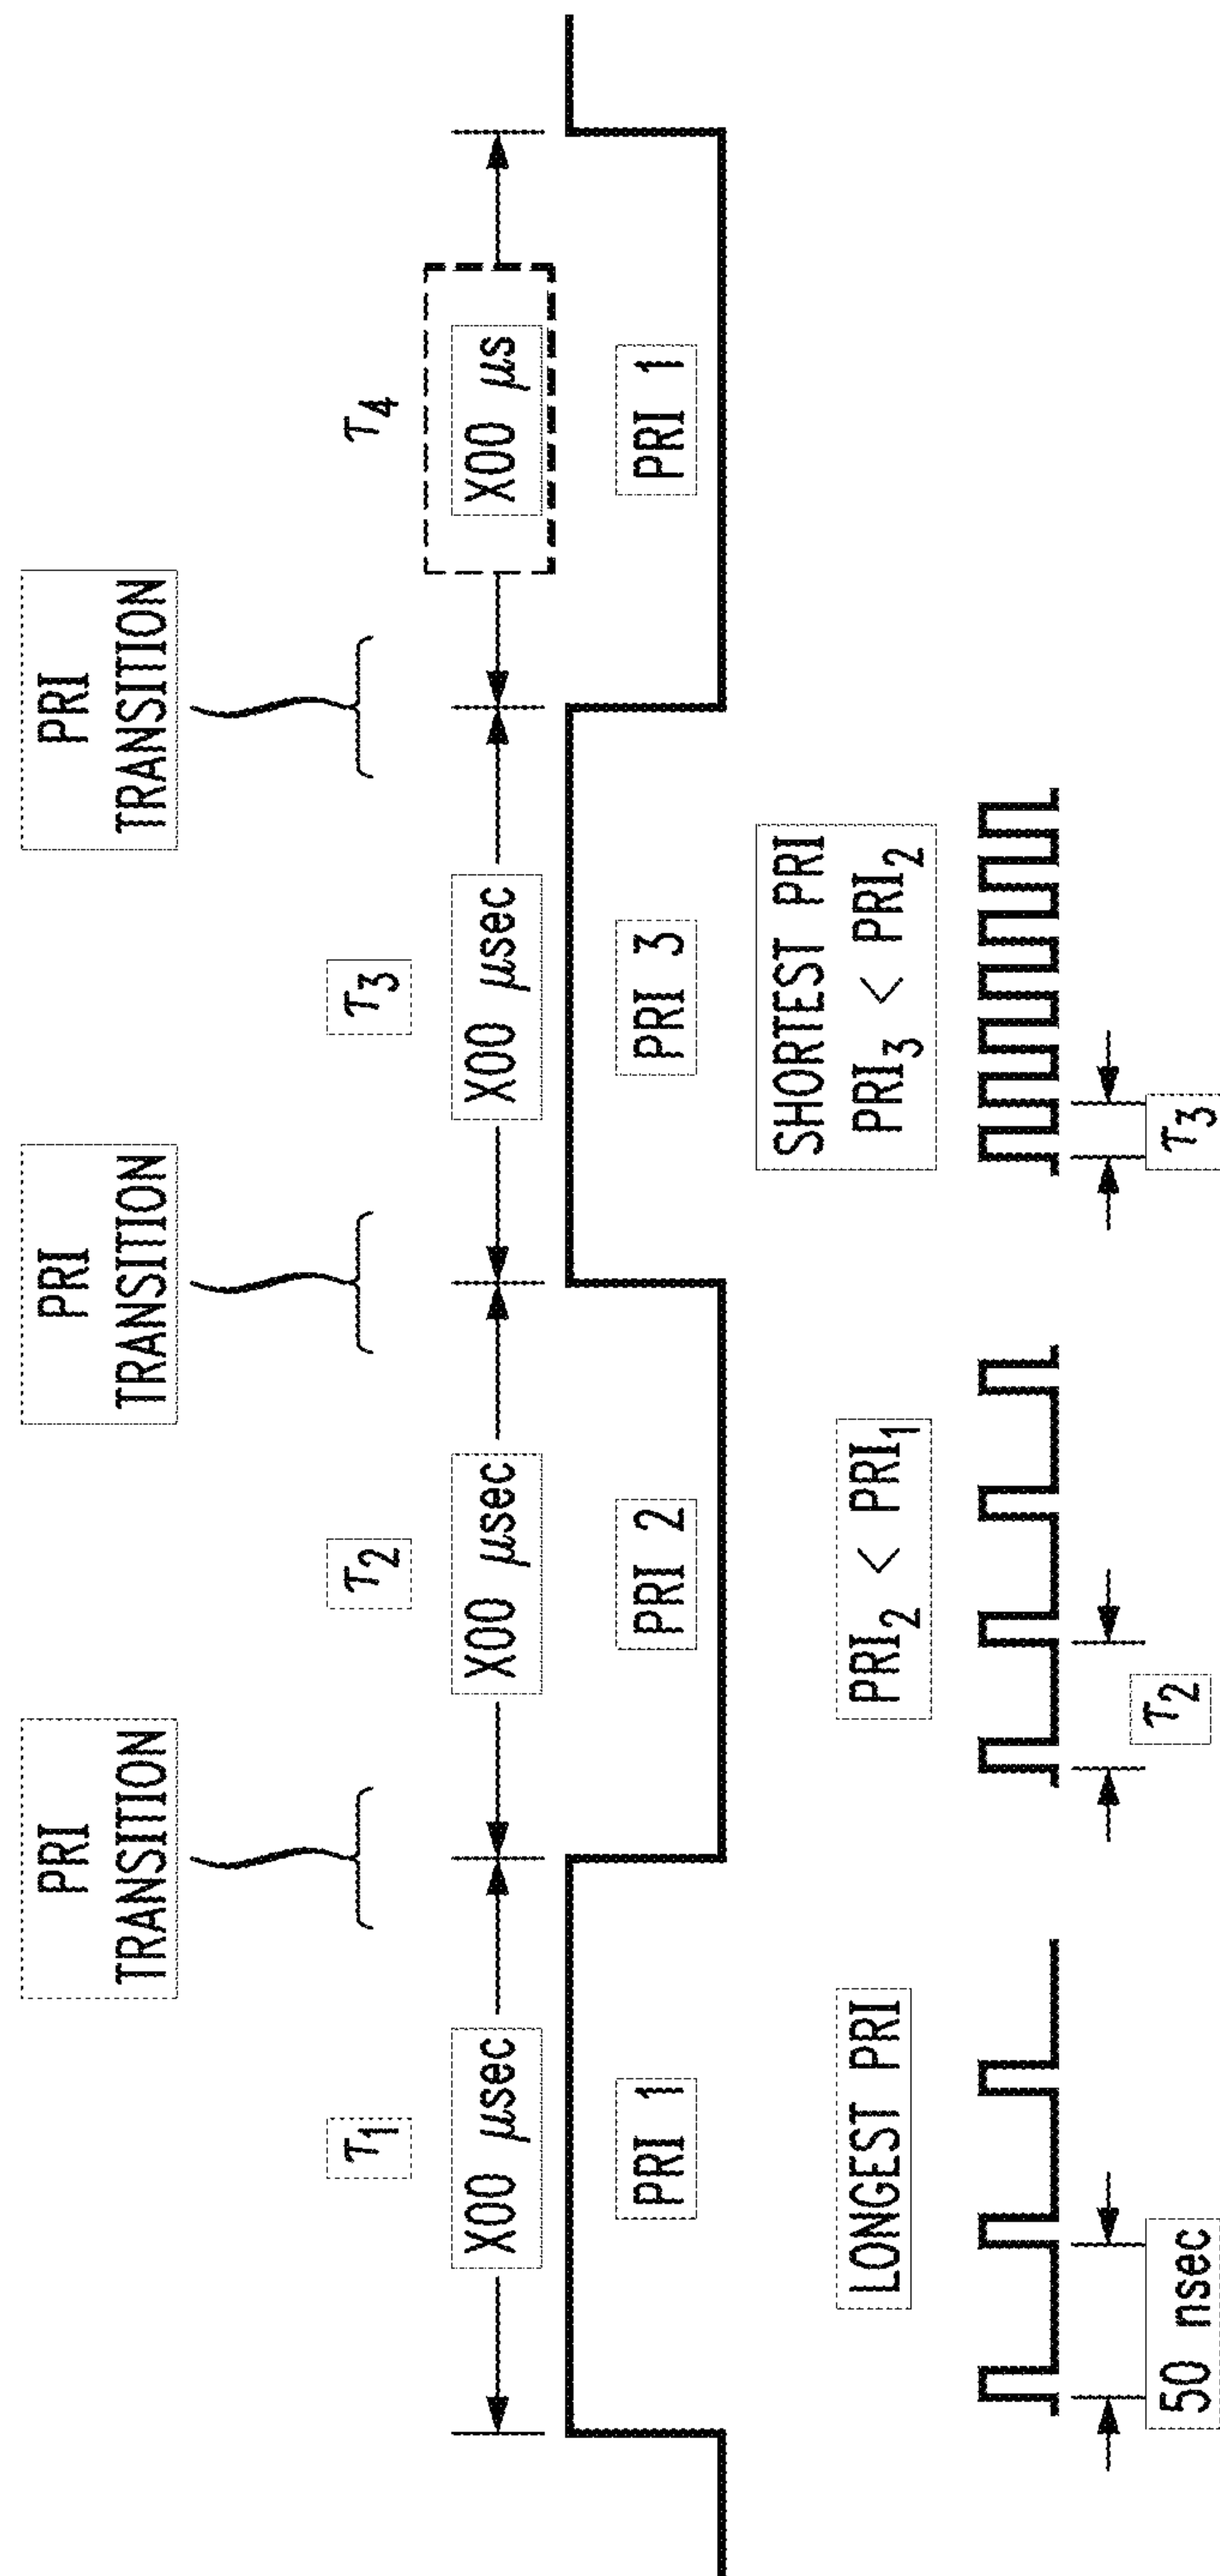 PRI
TRANSITION
PRI
TRANSITION
PRI
TRANSITION
τ1
τ2
τ3
τ4
X00 μsec
X00 μsec
X00 μsec
X00 μs
PRI 1
PRI 2
PRI 3
PRI 1
LONGEST PRI
PRI2 < PRI1
SHORTEST PRI
PRI3 < PRI2
50 nsec
τ2
τ3